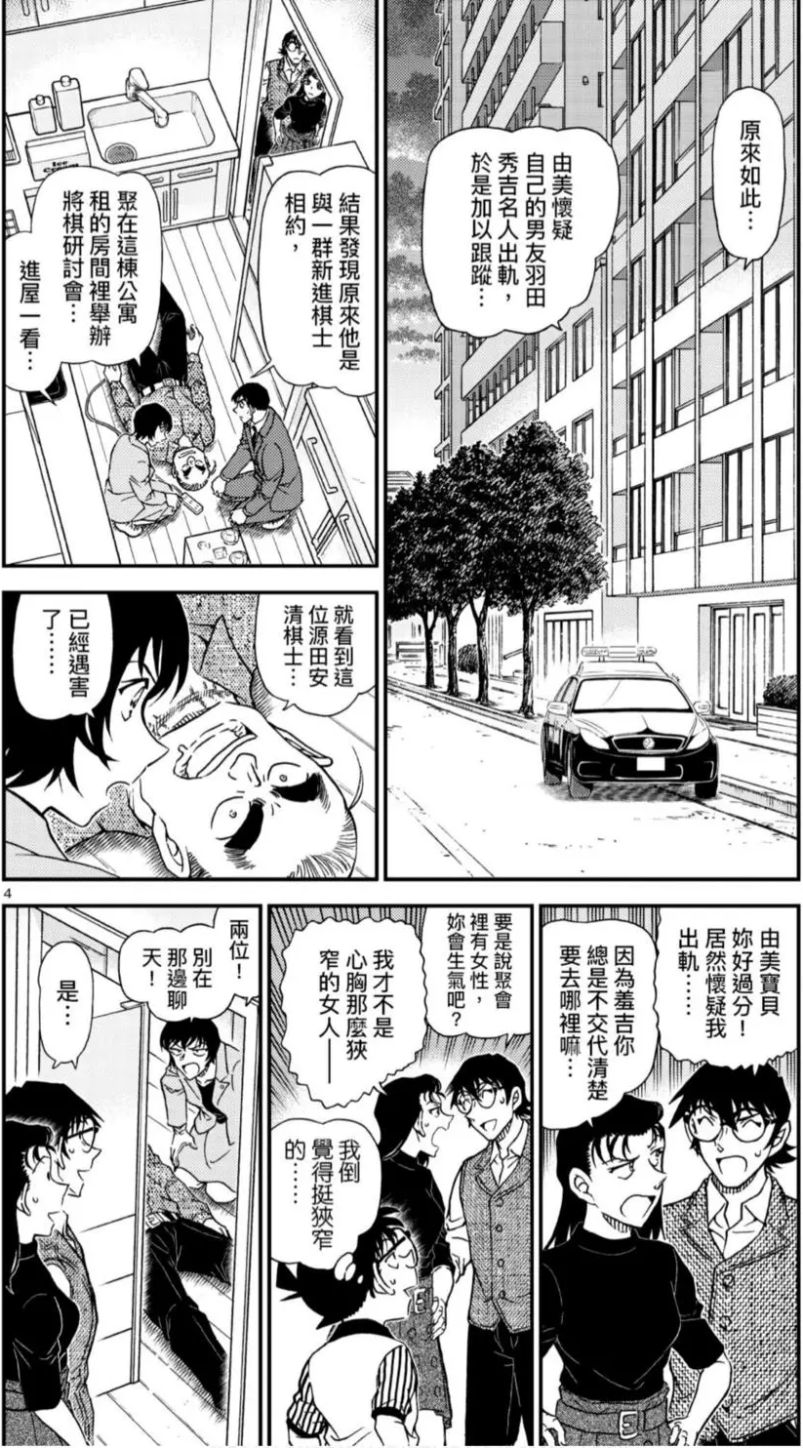 原來如此…
由美懷疑
自己的男友羽田
秀吉名人出軌，
於是加以跟蹤…
結果發現原來他是
與一群新進棋士
相約，
聚在這棟公寓
租的房間裡舉辦
將棋研討會…
進屋一看…
Ice
Cream
就看到這
位源田安
清棋士…
已經遇害
了……
4
由美寶貝
妳好過分！
居然懷疑我
出軌……
因為羞吉你
總是不交代清楚
要去哪裡嘛…
要是說聚會
裡有女性，
妳會生氣吧？
我才不是
心胸那麼狹
窄的女人——
我倒
覺得挺狹窄
的……
兩位！
別在
那邊聊
天！
是…